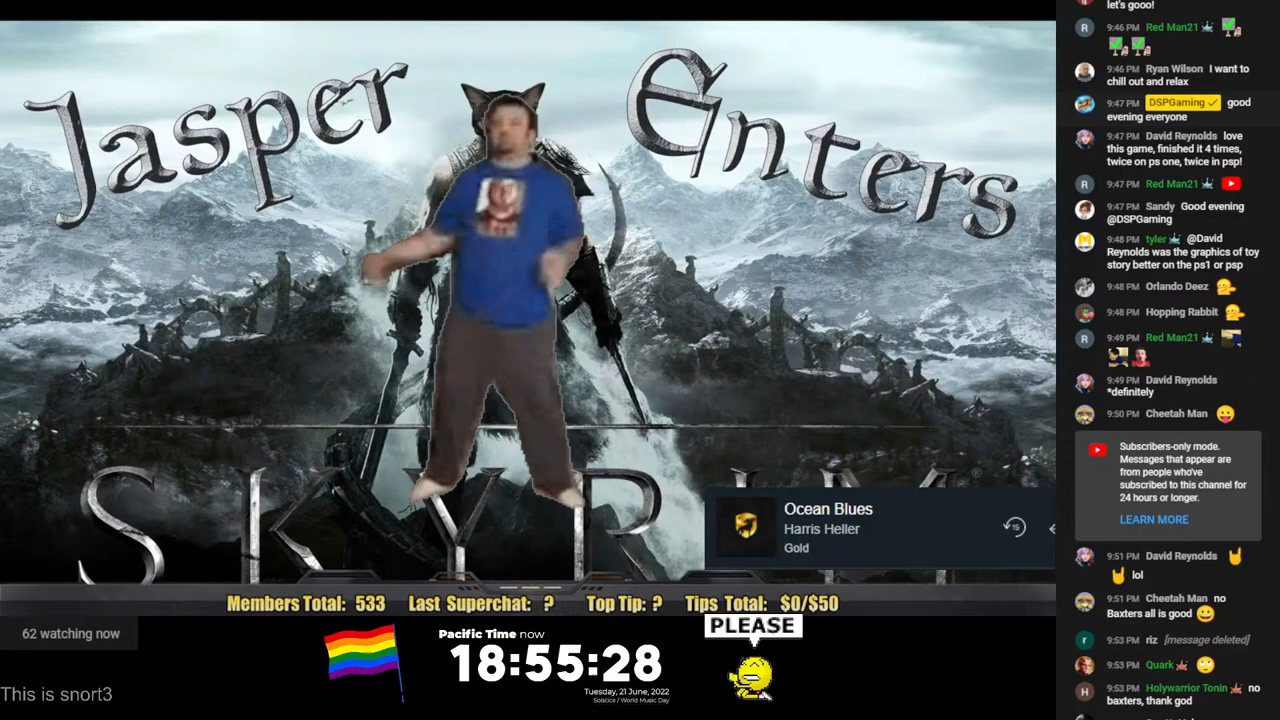 Jasper Enters
SKYRIM
Ocean Blues
Harris Heller
Gold
15
Members Total: 533 Last Superchat: ? Top Tip: ? Tips Total: $0/$50
62 watching now
Pacific Time now
18:55:28
Tuesday, 21 June, 2022
Solstice / World Music Day
PLEASE
This is snort3
let's gooo!
R 9:46 PM Red Man21
9:46 PM Ryan Wilson I want to
chill out and relax
9:47 PM DSPGaming ✓ good
evening everyone
9:47 PM David Reynolds love
this game, finished it 4 times,
twice on ps one, twice in psp!
R 9:47 PM Red Man21
9:47 PM Sandy Good evening
@DSPGaming
9:48 PM tyler @David
Reynolds was the graphics of toy
story better on the ps1 or psp
9:48 PM Orlando Deez
9:48 PM Hopping Rabbit
R 9:49 PM Red Man21
9:49 PM David Reynolds
*definitely
9:50 PM Cheetah Man
Subscribers-only mode.
Messages that appear are
from people who've
subscribed to this channel for
24 hours or longer.
LEARN MORE
9:51 PM David Reynolds
lol
9:51 PM Cheetah Man no
Baxters all is good
r 9:53 PM riz [message deleted]
9:53 PM Quark
H 9:53 PM Holywarrior Tonin no
baxters, thank god